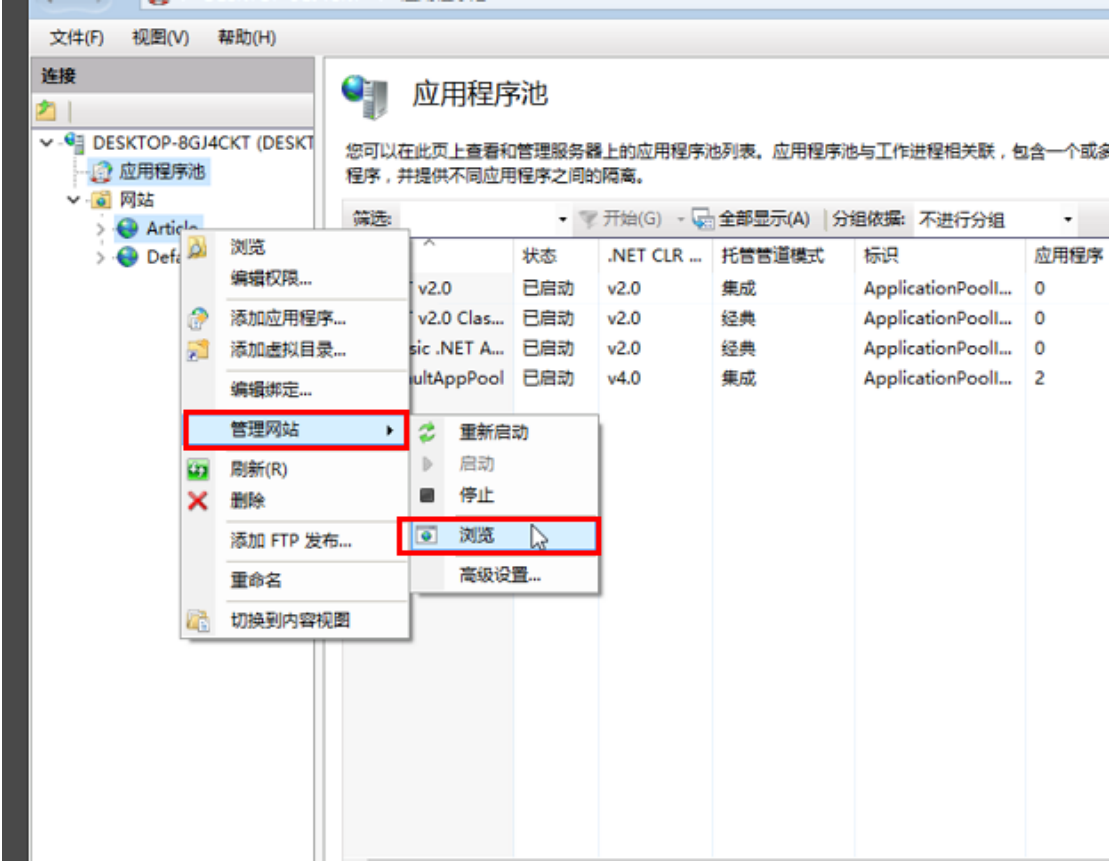 文件(F) 视图(V) 帮助(H)
连接
应用程序池
DESKTOP-8GJ4CKT (DESKT
应用程序池
网站
Article
Defa
您可以在此页上查看和管理服务器上的应用程序池列表。应用程序池与工作进程相关联，包含一个或多
程序，并提供不同应用程序之间的隔离。
筛选: 开始(G) 全部显示(A) 分组依据: 不进行分组
状态 .NET CLR ... 托管管道模式 标识 应用程序
v2.0 已启动 v2.0 集成 ApplicationPoolI... 0
v2.0 Clas... 已启动 v2.0 经典 ApplicationPoolI... 0
sic .NET A... 已启动 v2.0 经典 ApplicationPoolI... 0
ultAppPool 已启动 v4.0 集成 ApplicationPoolI... 2
浏览
编辑权限...
添加应用程序...
添加虚拟目录...
编辑绑定...
管理网站
刷新(R)
删除
添加 FTP 发布...
重命名
切换到内容视图
重新启动
启动
停止
浏览
高级设置...